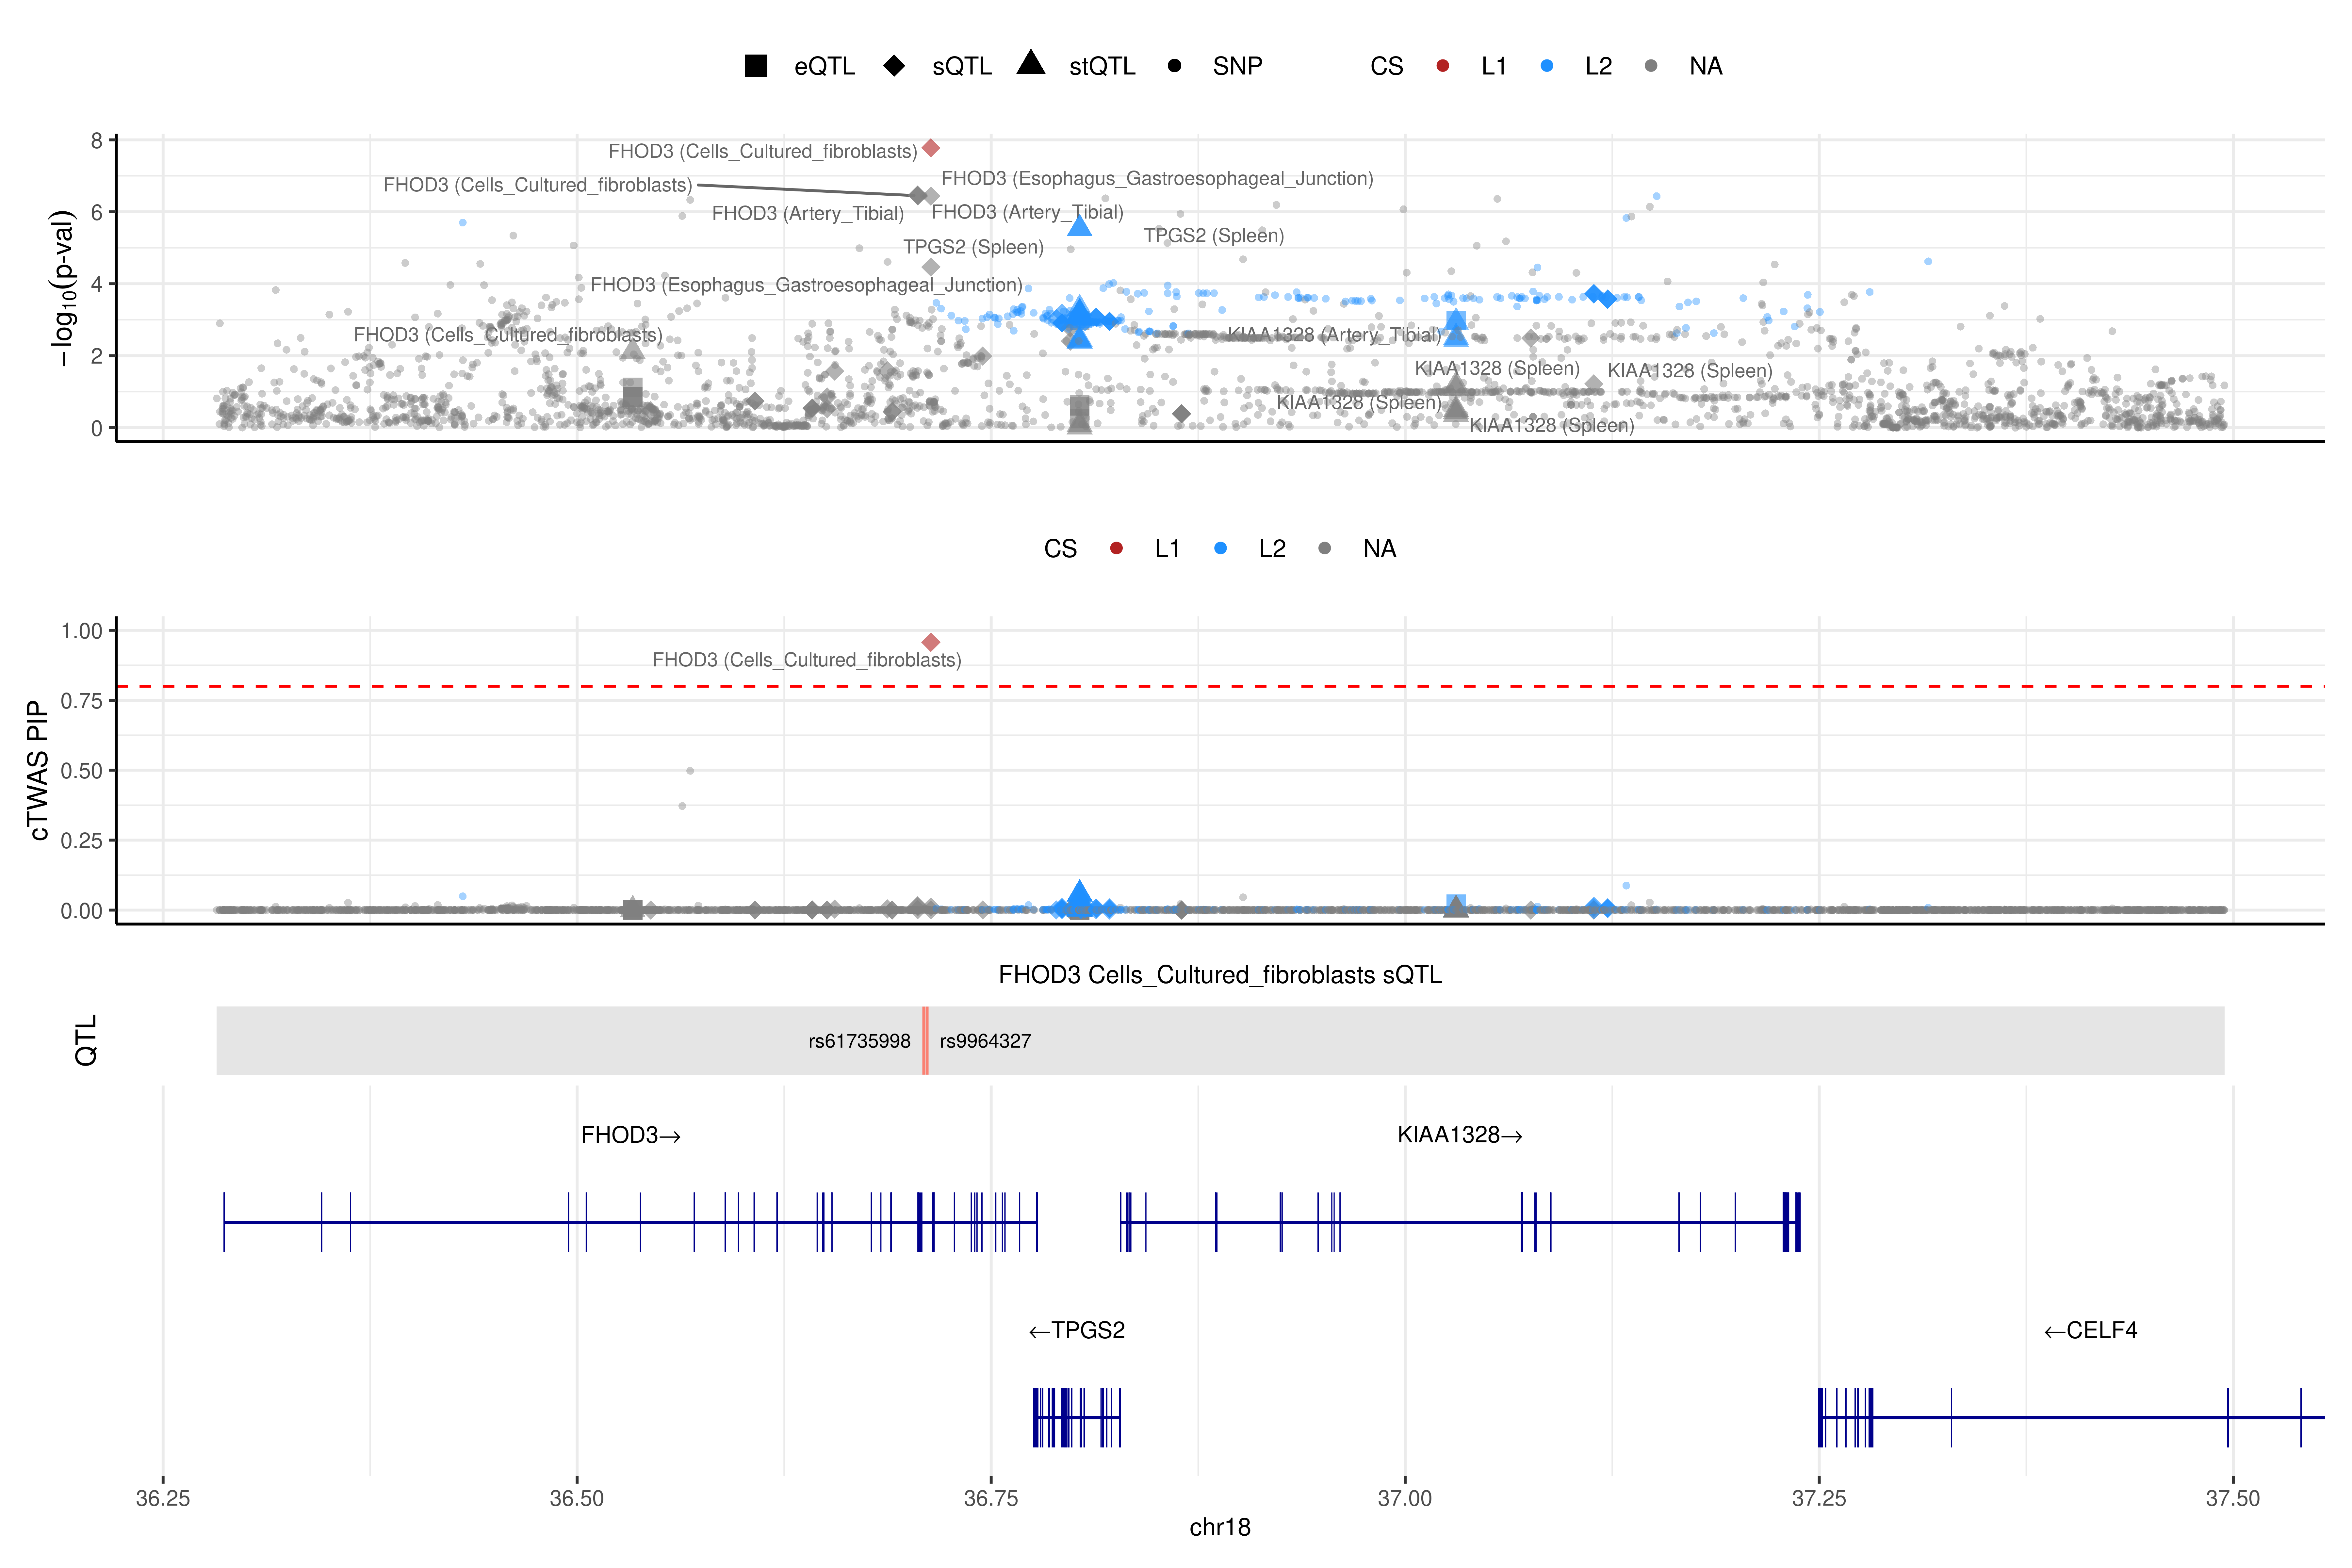 eQTL sQTL stQTL SNP CS L1 L2 NA
−log10(p-val)
8
6
4
2
0
FHOD3 (Cells_Cultured_fibroblasts)
FHOD3 (Cells_Cultured_fibroblasts)
FHOD3 (Esophagus_Gastroesophageal_Junction)
FHOD3 (Artery_Tibial)
FHOD3 (Artery_Tibial)
TPGS2 (Spleen)
TPGS2 (Spleen)
FHOD3 (Esophagus_Gastroesophageal_Junction)
FHOD3 (Cells_Cultured_fibroblasts)
KIAA1328 (Artery_Tibial)
KIAA1328 (Spleen)
KIAA1328 (Spleen)
KIAA1328 (Spleen)
KIAA1328 (Spleen)
CS L1 L2 NA
cTWAS PIP
1.00
0.75
0.50
0.25
0.00
FHOD3 (Cells_Cultured_fibroblasts)
FHOD3 Cells_Cultured_fibroblasts sQTL
QTL
rs61735998 rs9964327
FHOD3→ KIAA1328→
←TPGS2 ←CELF4
36.25 36.50 36.75 37.00 37.25 37.50
chr18